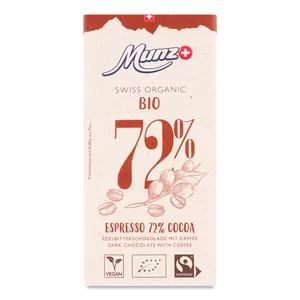 Munz
SWISS ORGANIC
BIO
72%
ESPRESSO 72% COCOA
EDELBITTERSCHOKOLADE MIT KAFFEE
DARK CHOCOLATE WITH COFFEE
VEGAN
FAIRTRADE